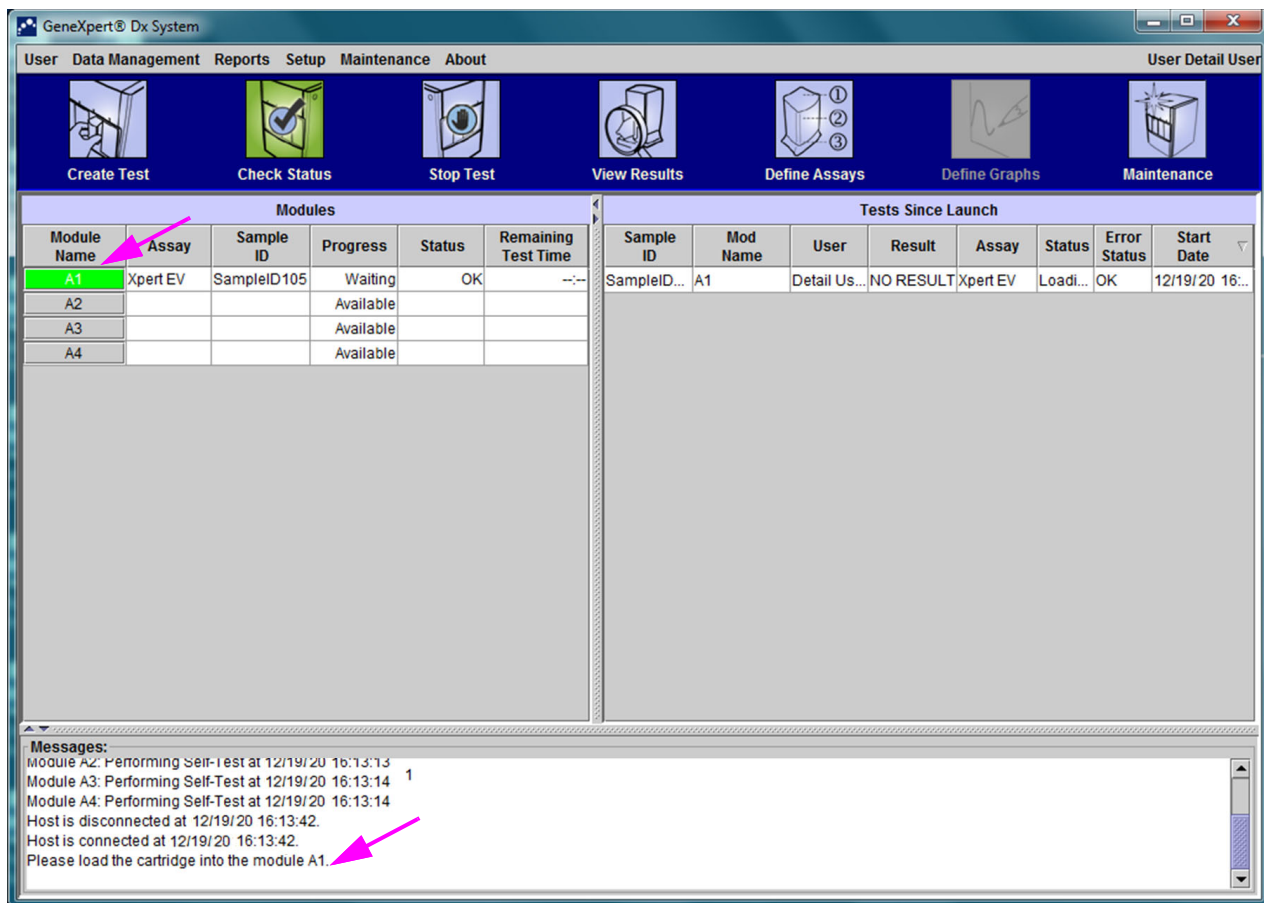 GeneXpert® Dx System
User Data Management Reports Setup Maintenance About User Detail User
Create Test Check Status Stop Test View Results Define Assays Define Graphs Maintenance
Modules
Module Name Assay Sample ID Progress Status Remaining Test Time
A1 Xpert EV SampleID105 Waiting OK --:--
A2 Available
A3 Available
A4 Available
Tests Since Launch
Sample ID Mod Name User Result Assay Status Error Status Start Date
SampleID... A1 Detail Us... NO RESULT Xpert EV Loadi... OK 12/19/20 16:..
Messages:
Module A2: Performing Self-Test at 12/19/20 16:13:13
Module A3: Performing Self-Test at 12/19/20 16:13:14 1
Module A4: Performing Self-Test at 12/19/20 16:13:14
Host is disconnected at 12/19/20 16:13:42.
Host is connected at 12/19/20 16:13:42.
Please load the cartridge into the module A1.